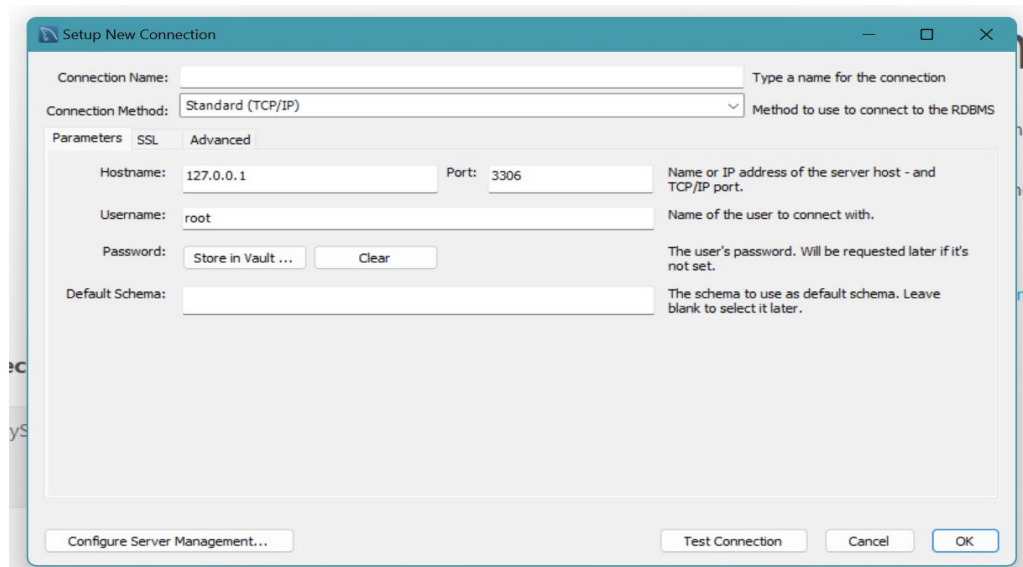 Setup New Connection
Connection Name: Type a name for the connection
Connection Method: Standard (TCP/IP) Method to use to connect to the RDBMS
Parameters SSL Advanced
Hostname: 127.0.0.1 Port: 3306 Name or IP address of the server host - and
TCP/IP port.
Username: root Name of the user to connect with.
Password: Store in Vault ... Clear The user's password. Will be requested later if it's
not set.
Default Schema: The schema to use as default schema. Leave
blank to select it later.
Configure Server Management... Test Connection Cancel OK